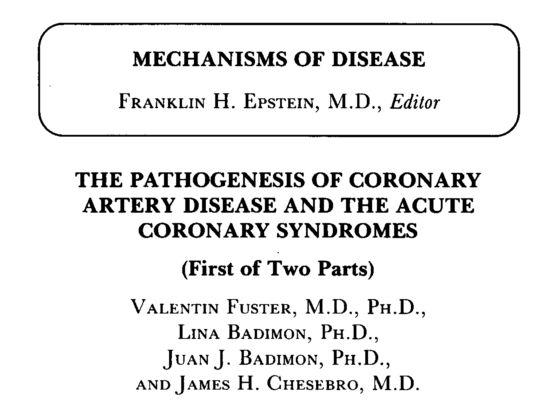 MECHANISMS OF DISEASE
FRANKLIN H. EPSTEIN, M.D., Editor
THE PATHOGENESIS OF CORONARY
ARTERY DISEASE AND THE ACUTE
CORONARY SYNDROMES
(First of Two Parts)
VALENTIN FUSTER, M.D., PH.D.,
LINA BADIMON, PH.D.,
JUAN J. BADIMON, PH.D.,
AND JAMES H. CHESEBRO, M.D.